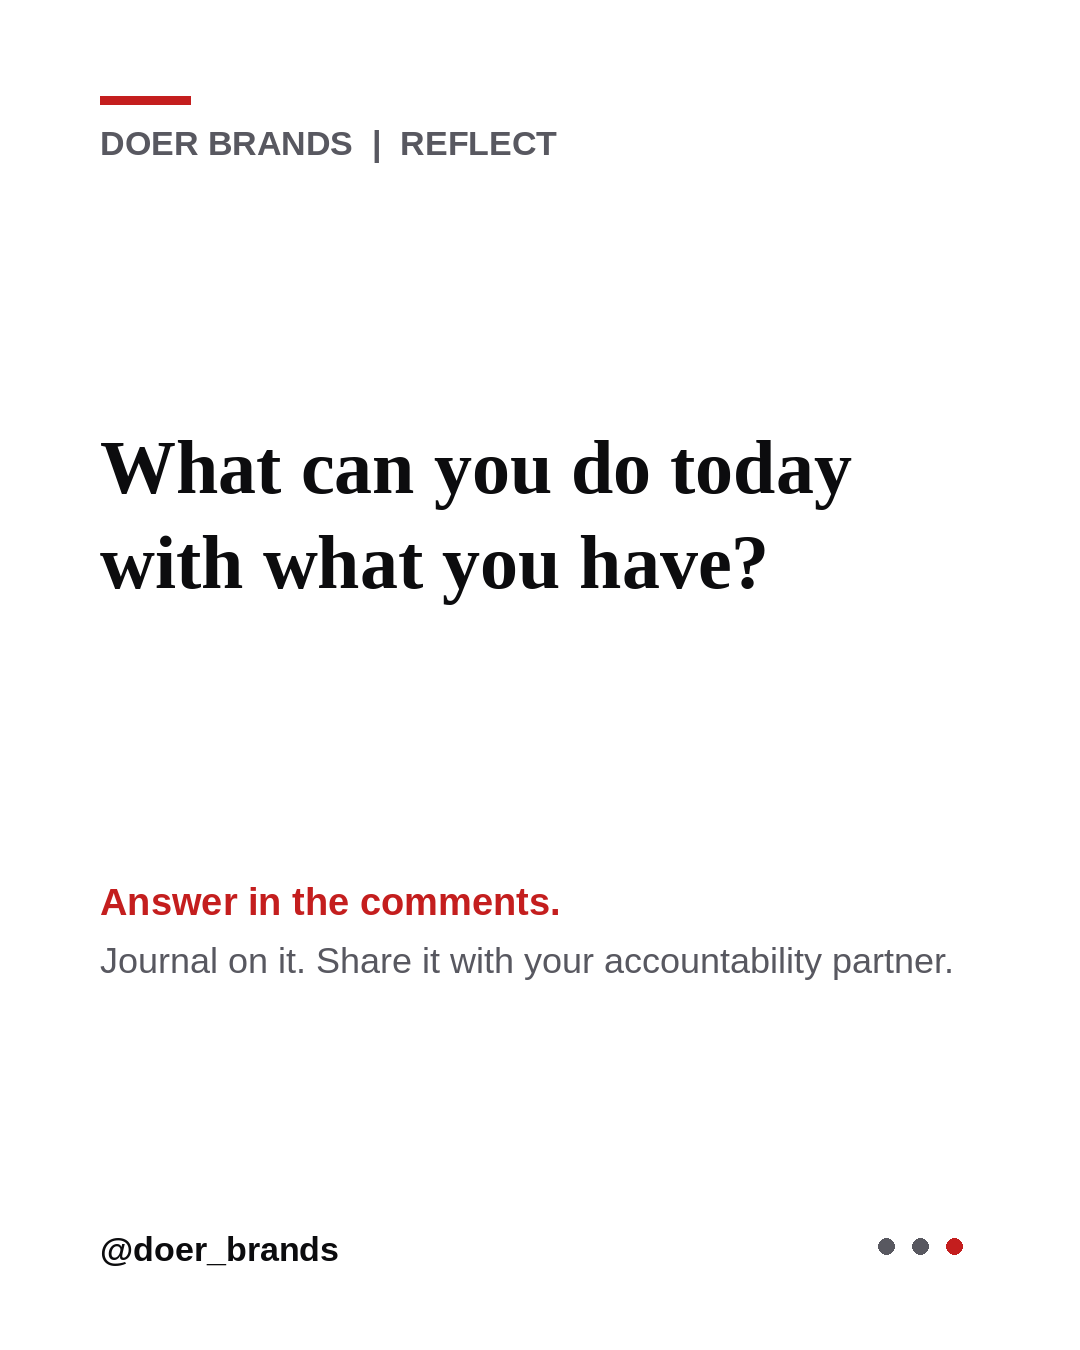 DOER BRANDS | REFLECT
What can you do today
with what you have?
Answer in the comments.
Journal on it. Share it with your accountability partner.
@doer_brands